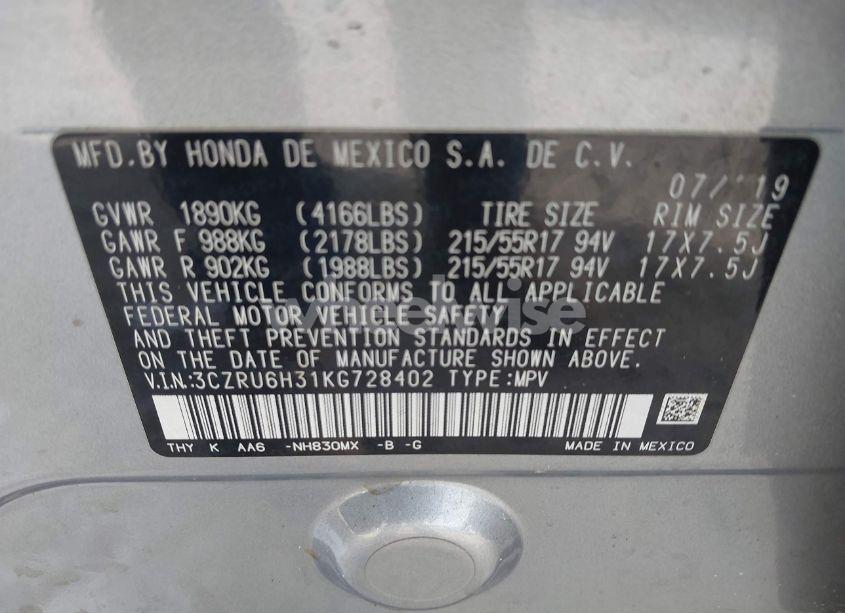 MFD.BY HONDA DE MEXICO S.A. DE C.V.
07/ 19
GVWR 1890KG (4166LBS) TIRE SIZE RIM SIZE
GAWR F 988KG (2178LBS) 215/55R17 94V 17X7.5J
GAWR R 902KG (1988LBS) 215/55R17 94V 17X7.5J
THIS VEHICLE CONFORMS TO ALL APPLICABLE
FEDERAL MOTOR VEHICLE SAFETY
AND THEFT PREVENTION STANDARDS IN EFFECT
ON THE DATE OF MANUFACTURE SHOWN ABOVE.
V.I.N:3CZRU6H31KG728402 TYPE:MPV
THY K AA6 -NH830MX -B -G MADE IN MEXICO